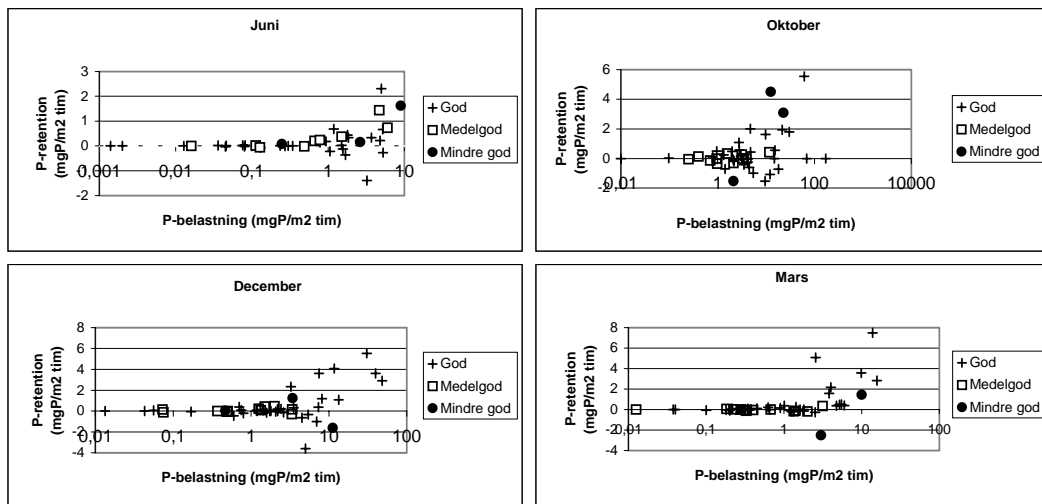 Juni
P-retention
(mgP/m2 tim)
3
2
1
0
-1
-2
0,001
0,01
0,1
1
10
P-belastning (mgP/m2 tim)
God
Medelgod
Mindre god
Oktober
P-retention
(mgP/m2 tim)
6
4
2
0
-2
0,01
1
100
10000
P-belastning (mgP/m2 tim)
God
Medelgod
Mindre god
December
P-retention
(mgP/m2 tim)
8
6
4
2
0
-2
-4
0,01
0,1
1
10
100
P-belastning (mgP/m2 tim)
God
Medelgod
Mindre god
Mars
P-retention
(mgP/m2 tim)
8
6
4
2
0
-2
-4
0,01
0,1
1
10
100
P-belastning (mgP/m2 tim)
God
Medelgod
Mindre god